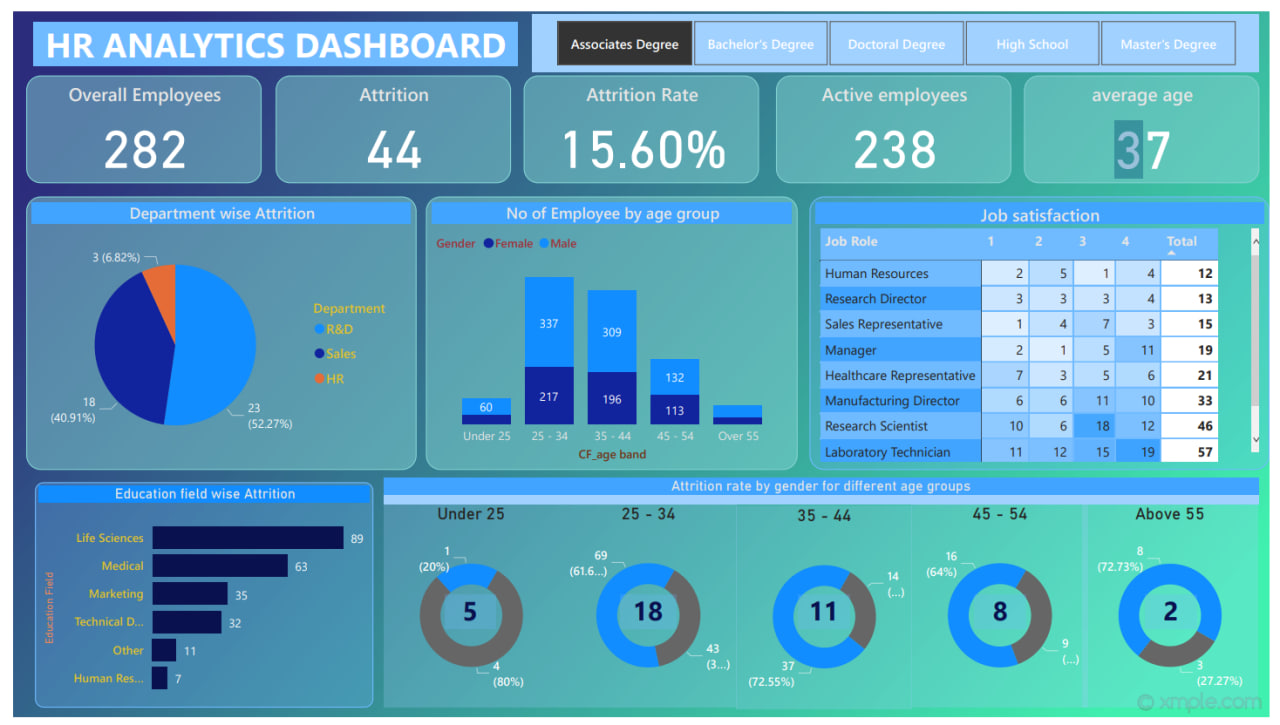 HR ANALYTICS DASHBOARD
Associates Degree
Bachelor's Degree
Doctoral Degree
High School
Master's Degree
Overall Employees
282
Attrition
44
Attrition Rate
15.60%
Active employees
238
average age
37
Department wise Attrition
3 (6.82%)
18
(40.91%)
23
(52.27%)
Department
R&D
Sales
HR
No of Employee by age group
Gender Female Male
60
337
217
309
196
132
113
Under 25 25 - 34 35 - 44 45 - 54 Over 55
CF_age band
Job satisfaction
Job Role 1 2 3 4 Total
Human Resources 2 5 1 4 12
Research Director 3 3 3 4 13
Sales Representative 1 4 7 3 15
Manager 2 1 5 11 19
Healthcare Representative 7 3 5 6 21
Manufacturing Director 6 6 11 10 33
Research Scientist 10 6 18 12 46
Laboratory Technician 11 12 15 19 57
Education field wise Attrition
Education Field
Life Sciences 89
Medical 63
Marketing 35
Technical D... 32
Other 11
Human Res... 7
Attrition rate by gender for different age groups
Under 25
1
(20%)
5
4
(80%)
25 - 34
69
(61.6...)
18
43
(3...)
35 - 44
14
(...)
11
37
(72.55%)
45 - 54
16
(64%)
8
9
(...)
Above 55
8
(72.73%)
2
3
(27.27%)
© xmple.com